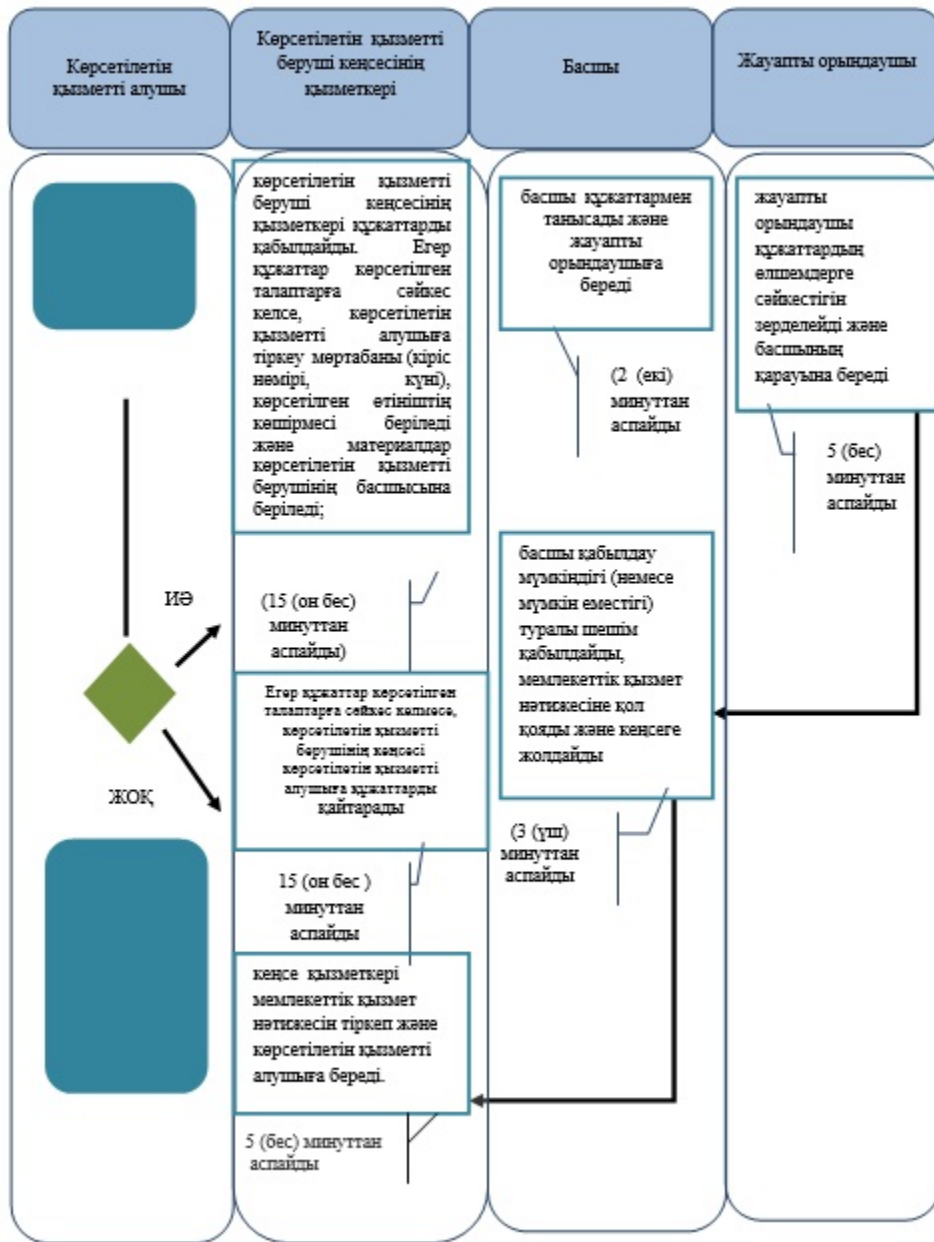 Көрсетілетін
қызметті алушы
Көрсетілетін қызметті
беруші кеңсесінің
қызметкері
Басшы
Жауапты орындаушы
көрсетілетін қызметті
беруші кеңсесінің
қызметкері құжаттарды
қабылдайды. Егер
құжаттар көрсетілген
талаптарға сәйкес
келсе, көрсетілетін
қызметті алушыға
тіркеу мөртабаны (кіріс
нөмірі, күні),
көрсетілген өтініштің
көшірмесі беріледі
және материалдар
көрсетілетін қызметті
берушінің басшысына
беріледі;
басшы құжаттармен
танысады және
жауапты
орындаушыға
береді
жауапты
орындаушы
құжаттардың
өлшемдерге
сәйкестігін
зерделейді және
басшының
қарауына береді
(2 (екі)
минуттан
аспайды
5 (бес)
минуттан
аспайды
ИӘ
(15 (он бес)
минуттан
аспайды)
басшы қабылдау
мүмкіндігі (немесе
мүмкін еместігі)
туралы шешім
қабылдайды,
мемлекеттік қызмет
нәтижесіне қол
қояды және кеңсеге
жолдайды
Егер құжаттар көрсетілген
талаптарға сәйкес келмесе,
көрсетілетін қызметті
берушінің кеңсесі
көрсетілетін қызметті
алушыға құжаттарды
қайтарады
ЖОҚ
(3 (үш)
минуттан
аспайды
15 (он бес )
минуттан
аспайды
кеңсе қызметкері
мемлекеттік қызмет
нәтижесін тіркеп және
көрсетілетін қызметті
алушыға береді.
5 (бес) минуттан
аспайды